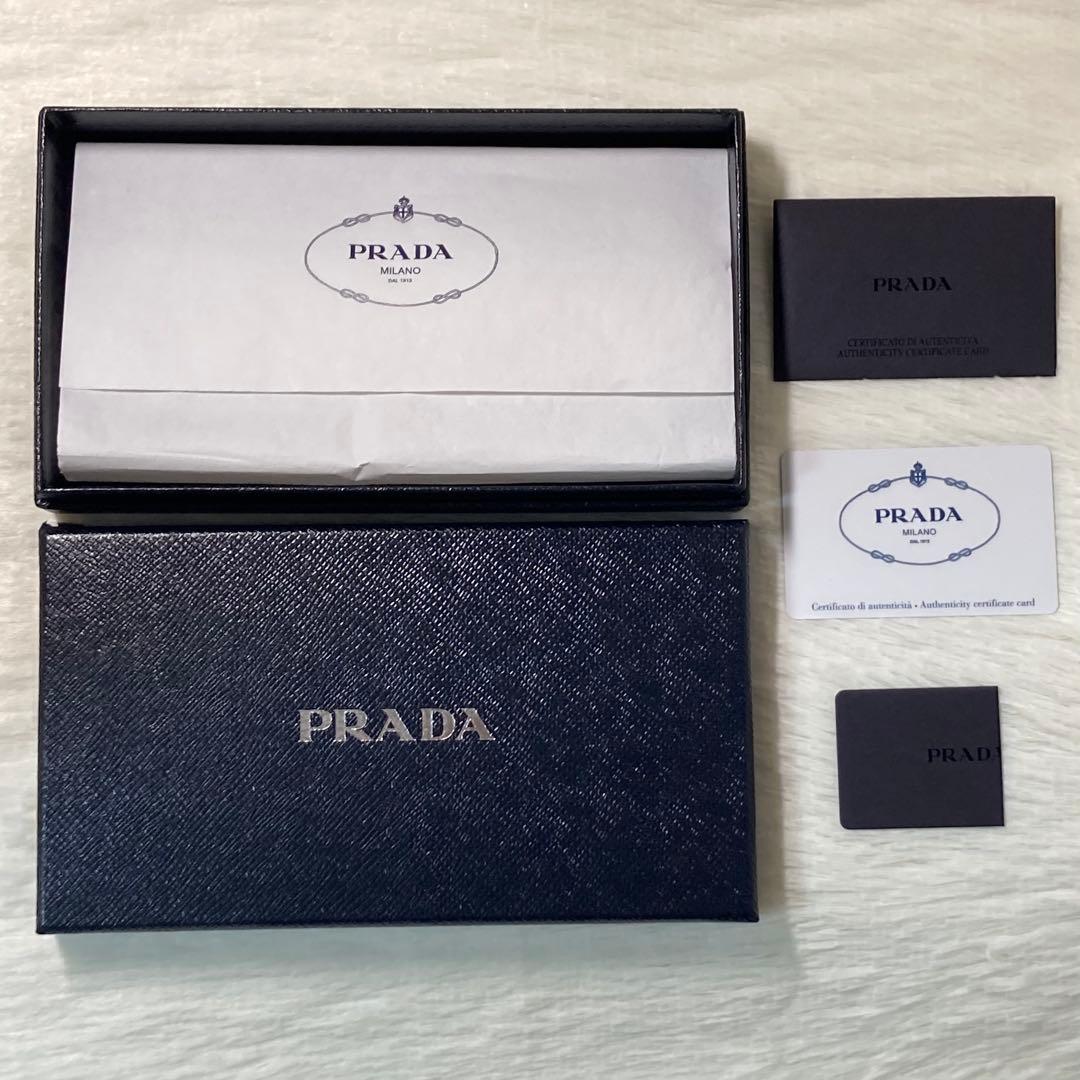 PRADA
MILANO
DAL 1913
PRADA
PRADA
CERTIFICATO DI AUTENTICITÀ
AUTHENTICITY CERTIFICATE CARD
PRADA
MILANO
DAL 1913
Certificato di autenticità • Authenticity certificate card
PRAD